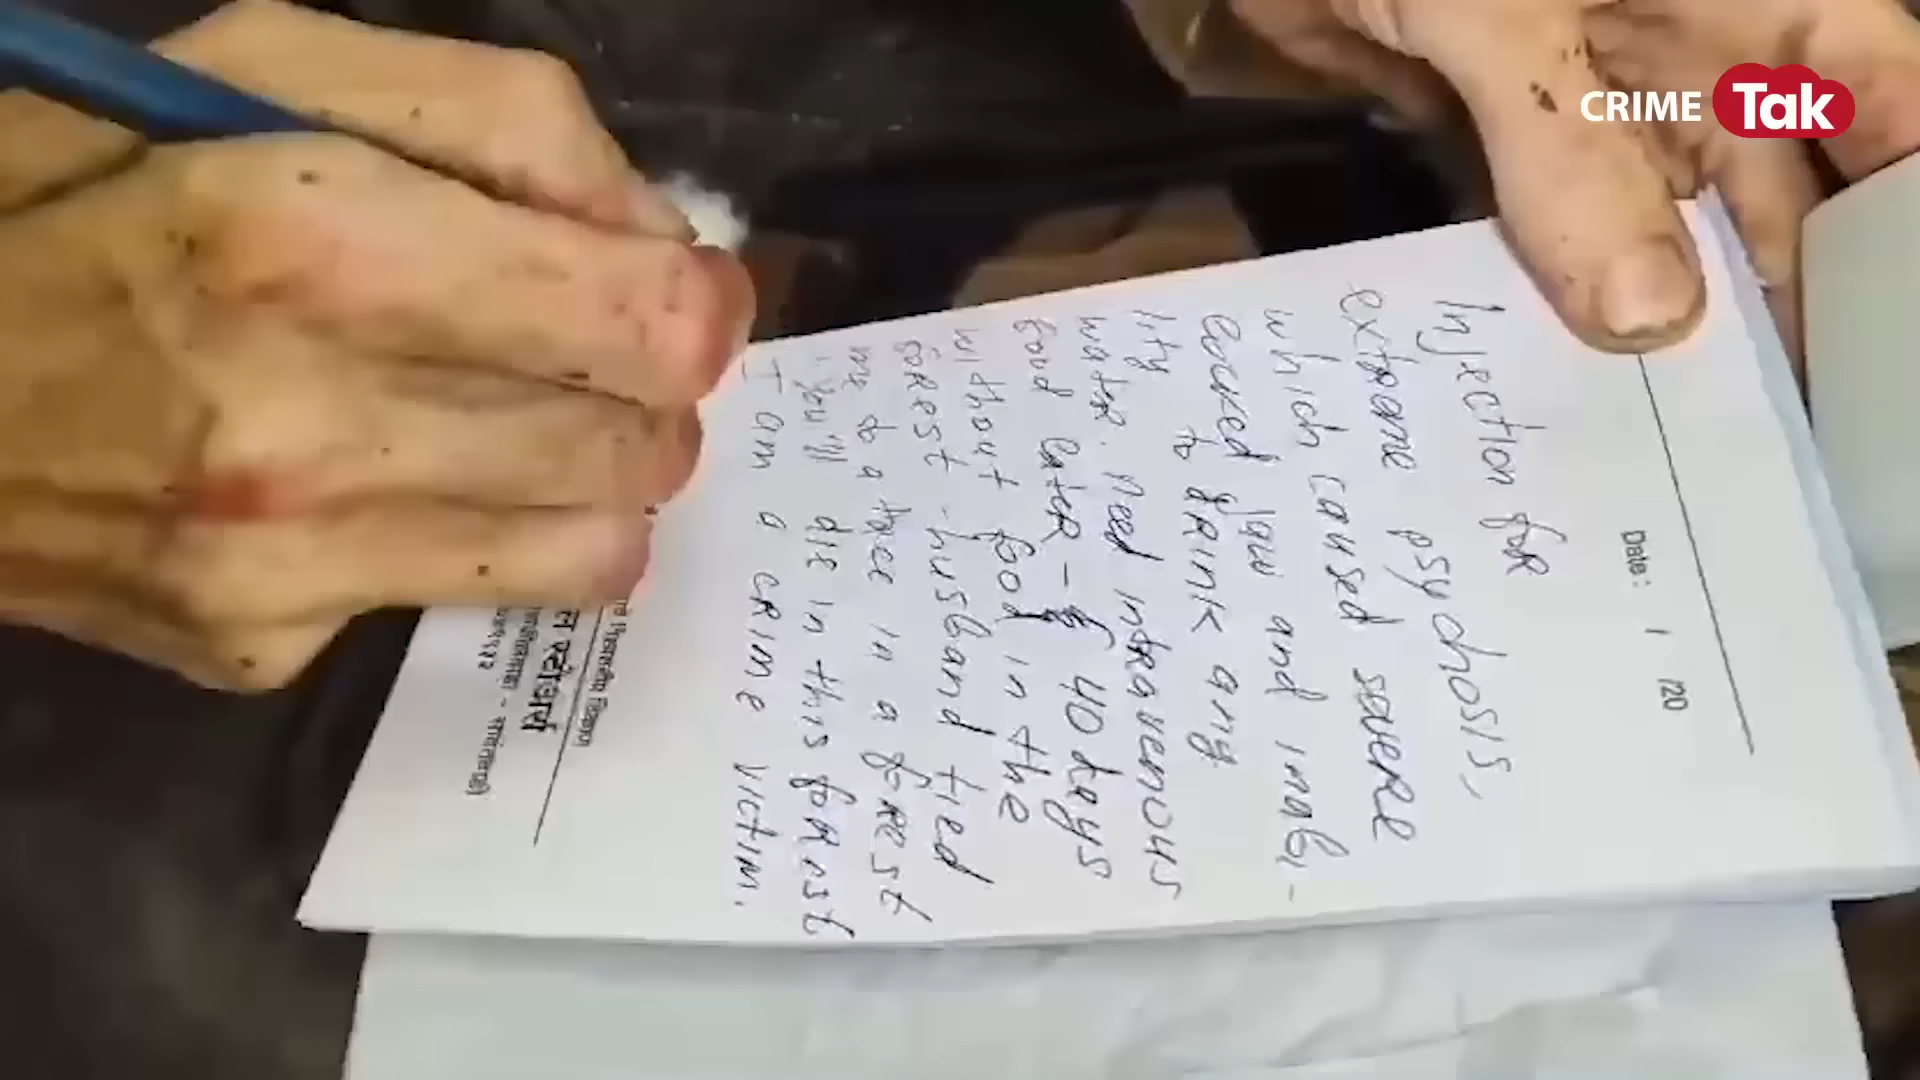 CRIME Tak
Date: / /20
Injection for
extreme psychosis,
which caused severe
locked jaw and inabi-
lity to drink any
water. Need intravenous
food after - 40 days
without food in the
forest. husband tied
me to a tree in a forest
i you'll die in this forest
I am a crime victim.